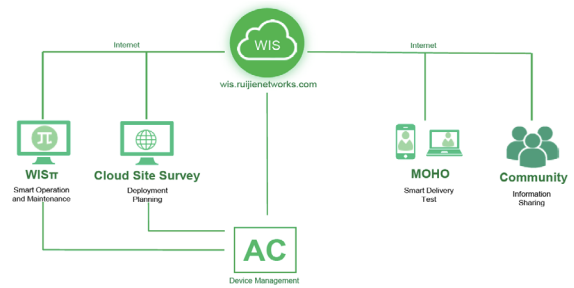 WIS
Internet
Internet
wis.ruijienetworks.com
π
WISπ
Smart Operation
and Maintenance
Cloud Site Survey
Deployment
Planning
MOHO
Smart Delivery
Test
Community
Information
Sharing
AC
Device Management